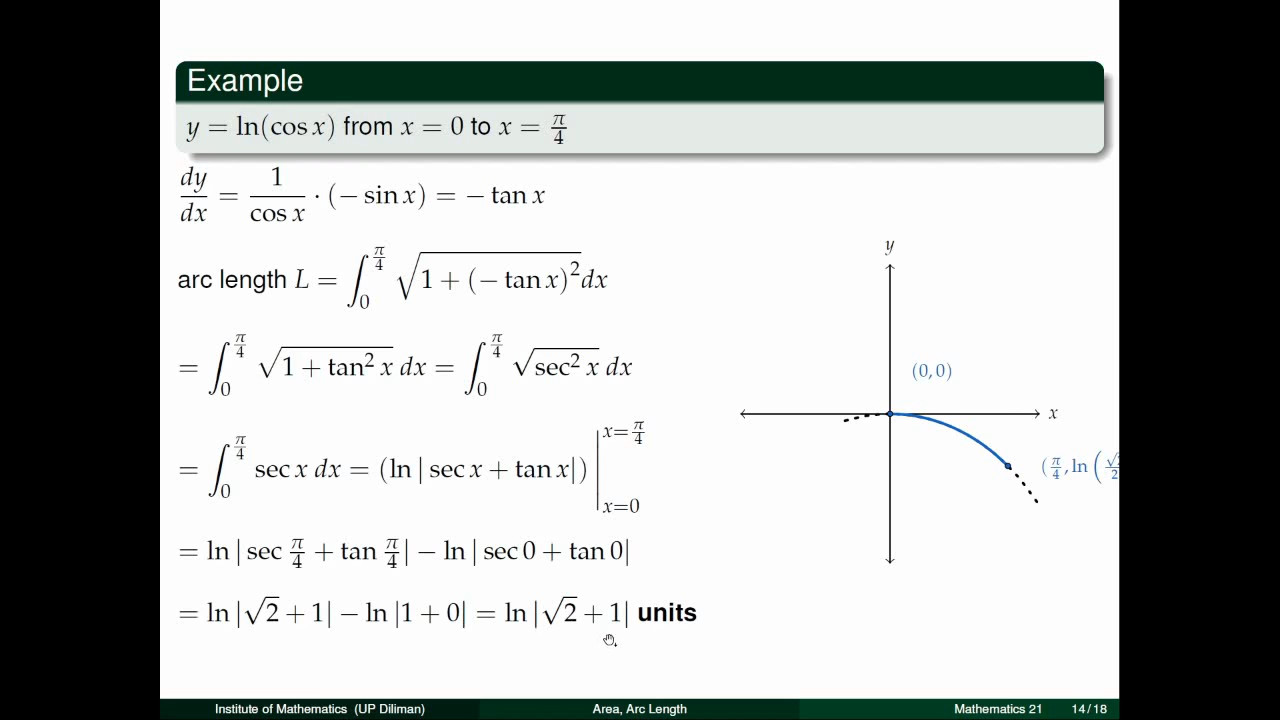 Example
y = ln(cos x) from x = 0 to x = π/4
dy/dx = 1/cos x · (− sin x) = − tan x
arc length L = ∫₀^(π/4) √(1 + (− tan x)²) dx
= ∫₀^(π/4) √(1 + tan² x) dx = ∫₀^(π/4) √(sec² x) dx
= ∫₀^(π/4) sec x dx = (ln | sec x + tan x|) |_(x=0)^(x=π/4)
= ln | sec π/4 + tan π/4| − ln | sec 0 + tan 0|
= ln |√2 + 1| − ln |1 + 0| = ln |√2 + 1| units
y
(0, 0)
x
(π/4, ln (√2/2
Institute of Mathematics (UP Diliman)
Area, Arc Length
Mathematics 21
14 / 18